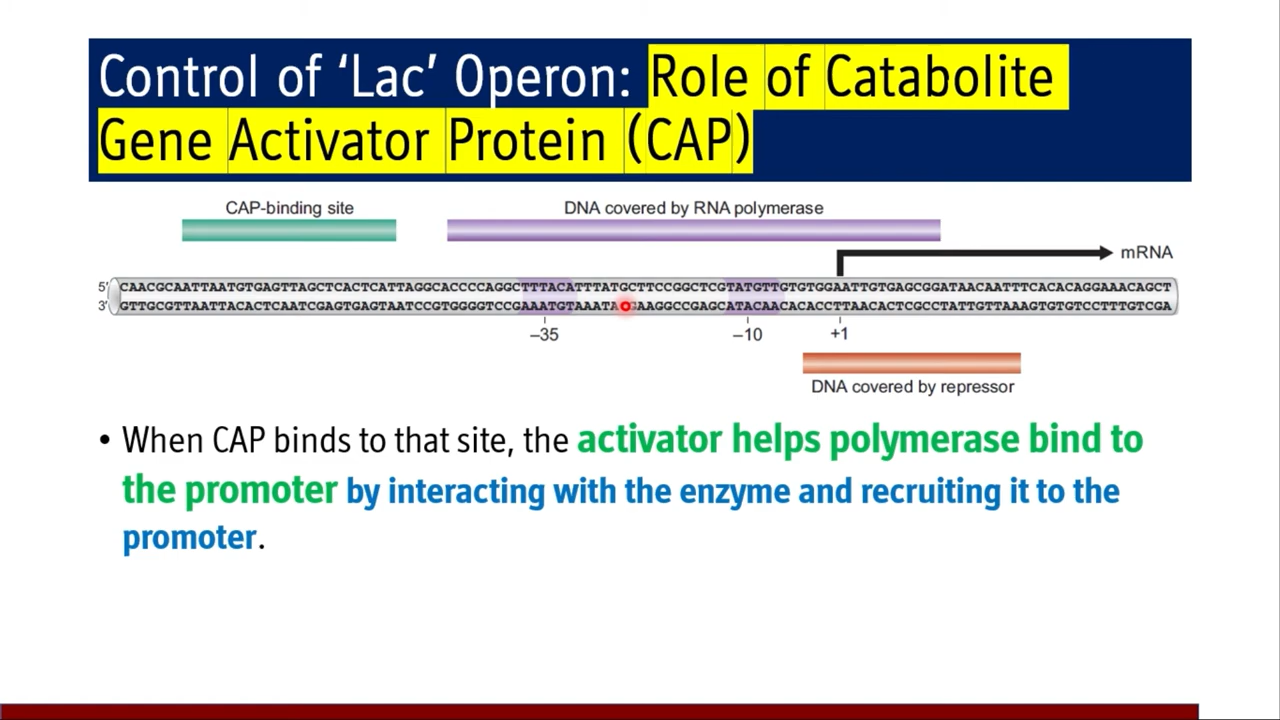 Control of ‘Lac’ Operon: Role of Catabolite
Gene Activator Protein (CAP)
CAP-binding site
DNA covered by RNA polymerase
mRNA
5′ CAACGCAATTAATGTGAGTTAGCTCACTCATTAGGCACCCCAGGCTTTACATTTATGCTTCCGGCTCGTATGTTGTGTGGAATTGTGAGCGGATAACAATTTCACACAGGAAACAGCT
3′ GTTGCGTTAATTACACTCAATCGAGTGAGTAATCCGTGGGGTCCGAAATGTAAATA GAAGGCCGAGCATACAACACACCTTAACACTCGCCTATTGTTAAAGTGTGTCCTTTGTCGA
–35 –10 +1
DNA covered by repressor
• When CAP binds to that site, the activator helps polymerase bind to
the promoter by interacting with the enzyme and recruiting it to the
promoter.